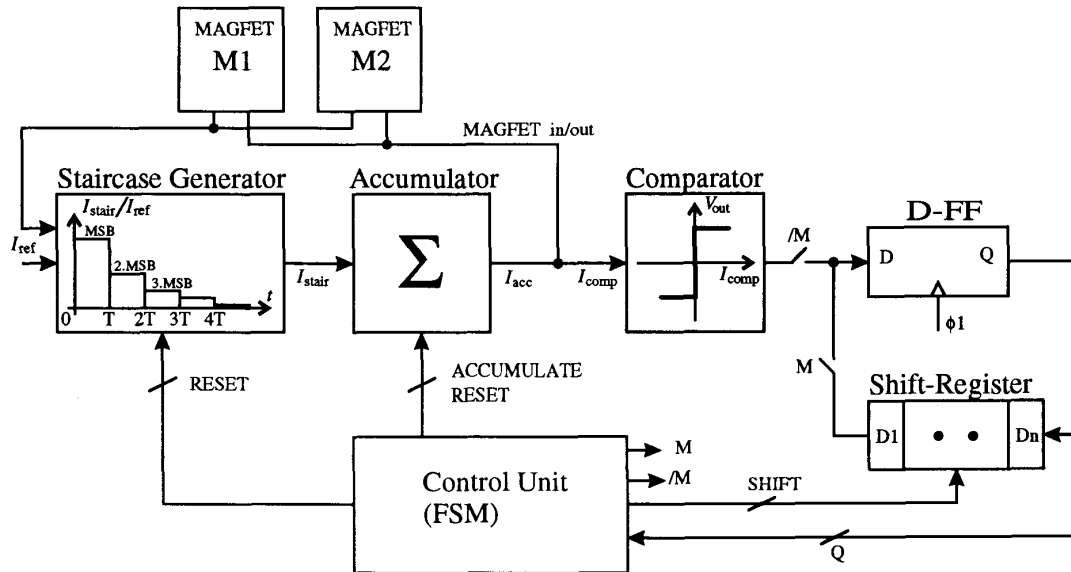 MAGFET
M1
MAGFET
M2
MAGFET in/out
Staircase Generator
Accumulator
Comparator
D-FF
I_stair/I_ref
MSB
2.MSB
3.MSB
0
T
2T
3T
4T
t
I_ref
I_stair
Σ
I_acc
I_comp
V_out
I_comp
/M
D
Q
ϕ1
M
Shift-Register
D1
Dn
RESET
ACCUMULATE
RESET
Control Unit
(FSM)
M
/M
SHIFT
Q